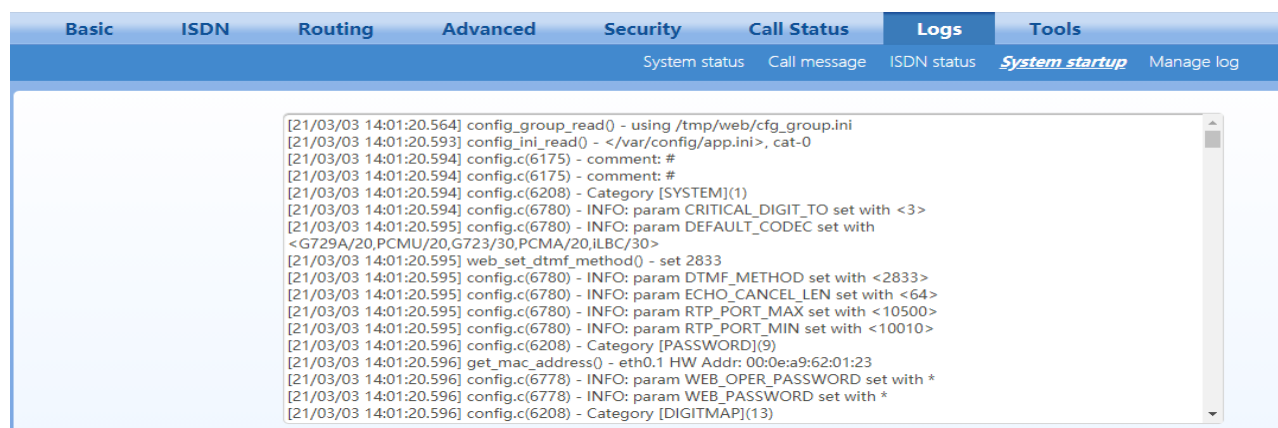 Basic ISDN Routing Advanced Security Call Status Logs Tools
System status Call message ISDN status System startup Manage log
[21/03/03 14:01:20.564] config_group_read() - using /tmp/web/cfg_group.ini
[21/03/03 14:01:20.593] config_ini_read() - </var/config/app.ini>, cat-0
[21/03/03 14:01:20.594] config.c(6175) - comment: #
[21/03/03 14:01:20.594] config.c(6175) - comment: #
[21/03/03 14:01:20.594] config.c(6208) - Category [SYSTEM](1)
[21/03/03 14:01:20.594] config.c(6780) - INFO: param CRITICAL_DIGIT_TO set with <3>
[21/03/03 14:01:20.595] config.c(6780) - INFO: param DEFAULT_CODEC set with
<G729A/20,PCMU/20,G723/30,PCMA/20,iLBC/30>
[21/03/03 14:01:20.595] web_set_dtmf_method() - set 2833
[21/03/03 14:01:20.595] config.c(6780) - INFO: param DTMF_METHOD set with <2833>
[21/03/03 14:01:20.595] config.c(6780) - INFO: param ECHO_CANCEL_LEN set with <64>
[21/03/03 14:01:20.595] config.c(6780) - INFO: param RTP_PORT_MAX set with <10500>
[21/03/03 14:01:20.595] config.c(6780) - INFO: param RTP_PORT_MIN set with <10010>
[21/03/03 14:01:20.596] config.c(6208) - Category [PASSWORD](9)
[21/03/03 14:01:20.596] get_mac_address() - eth0.1 HW Addr: 00:0e:a9:62:01:23
[21/03/03 14:01:20.596] config.c(6778) - INFO: param WEB_OPER_PASSWORD set with *
[21/03/03 14:01:20.596] config.c(6778) - INFO: param WEB_PASSWORD set with *
[21/03/03 14:01:20.596] config.c(6208) - Category [DIGITMAP](13)